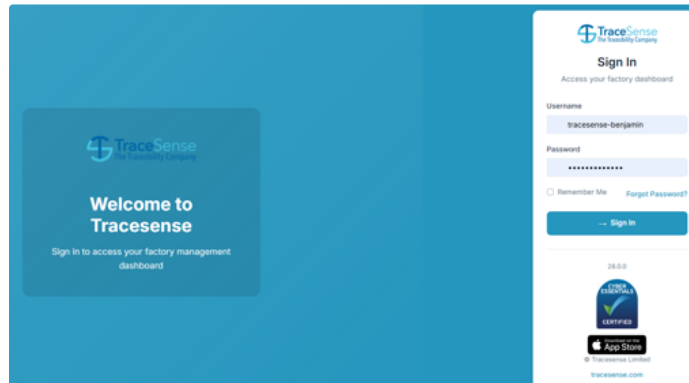 TraceSense
The Traceability Company
Welcome to
Tracesense
Sign in to access your factory management
dashboard
TraceSense
The Traceability Company
Sign In
Access your factory dashboard
Username
tracesense-benjamin
Password
•••••••••••••
Remember Me
Forgot Password?
→ Sign In
28.0.0
CYBER
ESSENTIALS
CERTIFIED
Download on the
App Store
© Tracesense Limited
tracesense.com